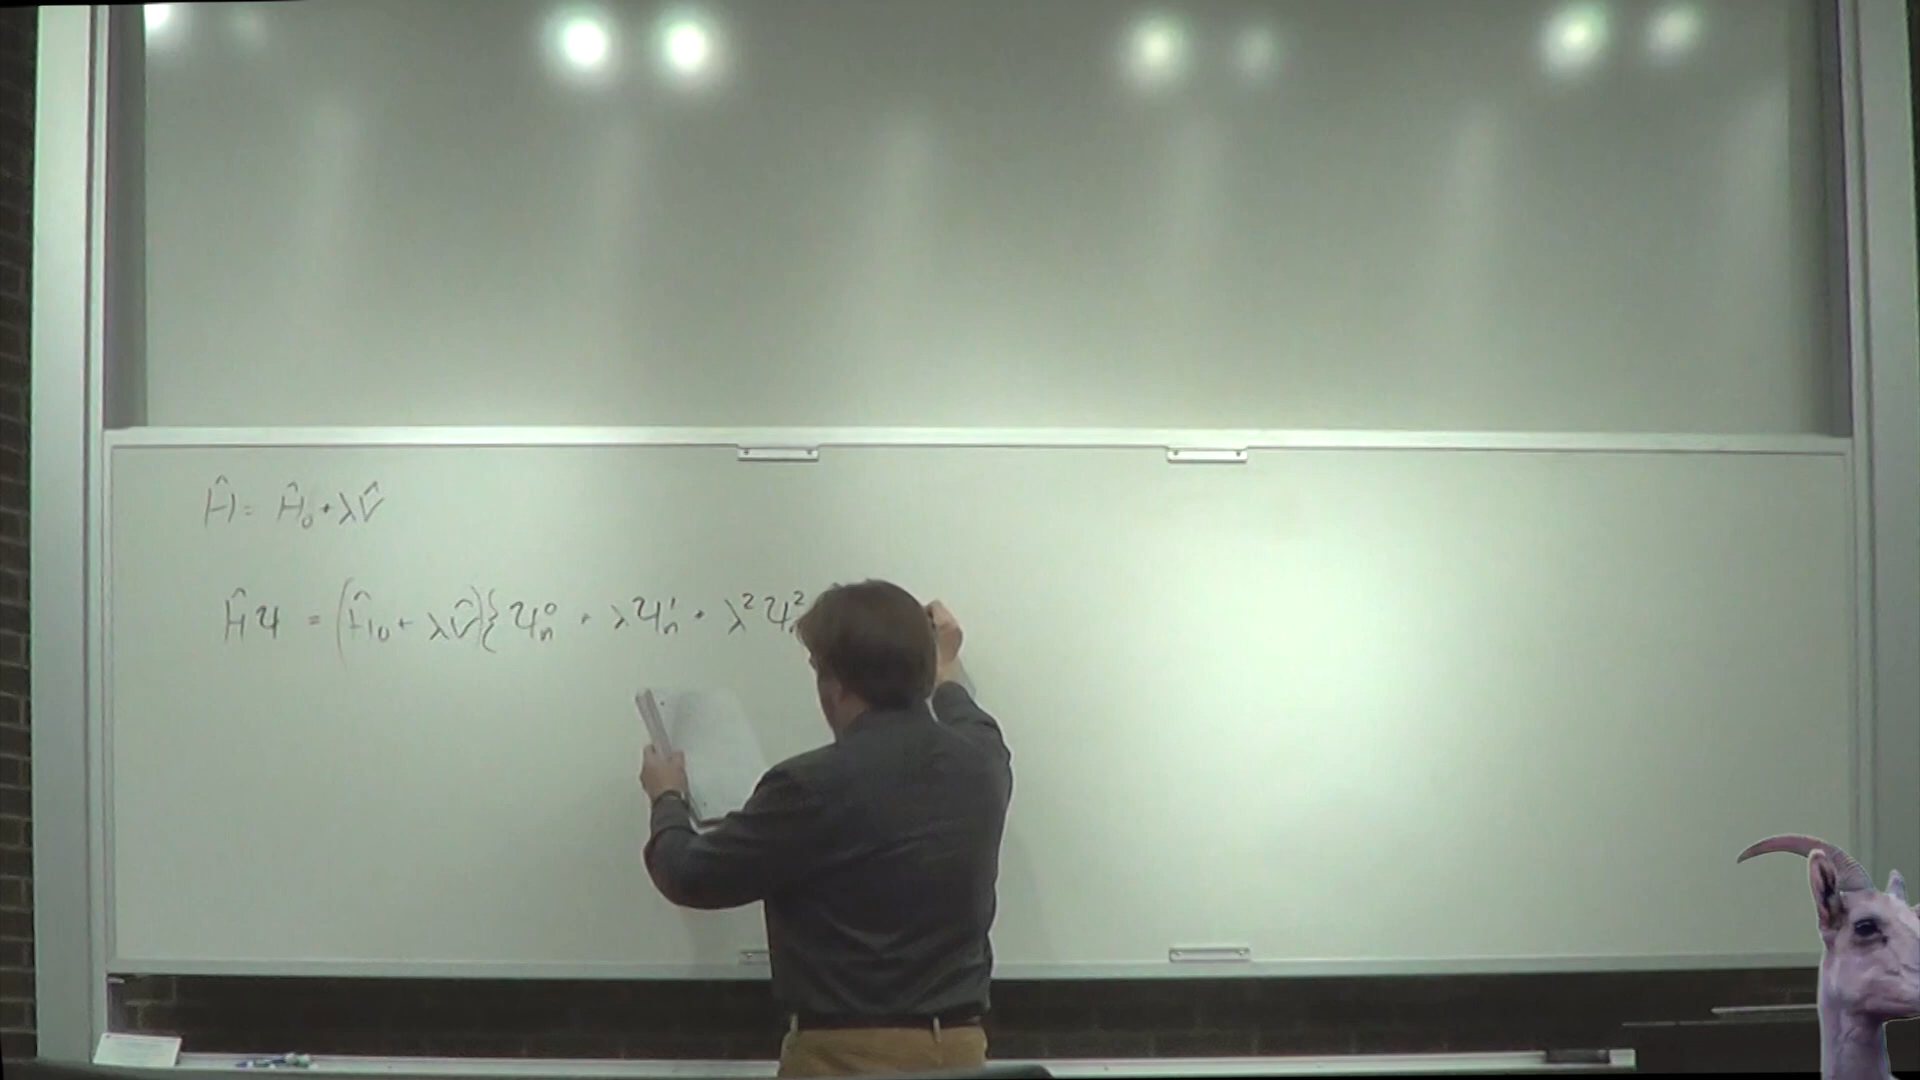 Ĥ = Ĥ₀ + λV̂
ĤΨ = (Ĥ₀ + λV̂){Ψₙ⁰ + λΨₙ¹ + λ²Ψₙ²